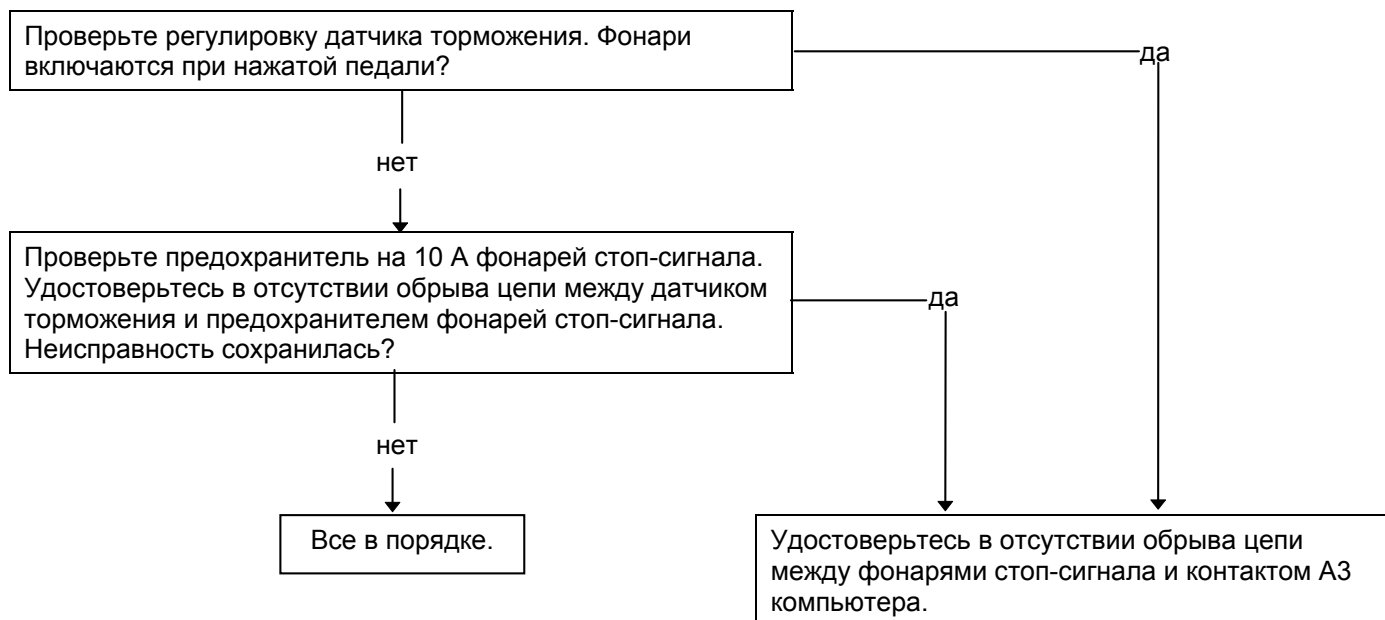 Проверьте регулировку датчика торможения. Фонари
включаются при нажатой педали?
да
нет
Проверьте предохранитель на 10 А фонарей стоп-сигнала.
Удостоверьтесь в отсутствии обрыва цепи между датчиком
торможения и предохранителем фонарей стоп-сигнала.
Неисправность сохранилась?
да
нет
Все в порядке.
Удостоверьтесь в отсутствии обрыва цепи
между фонарями стоп-сигнала и контактом А3
компьютера.